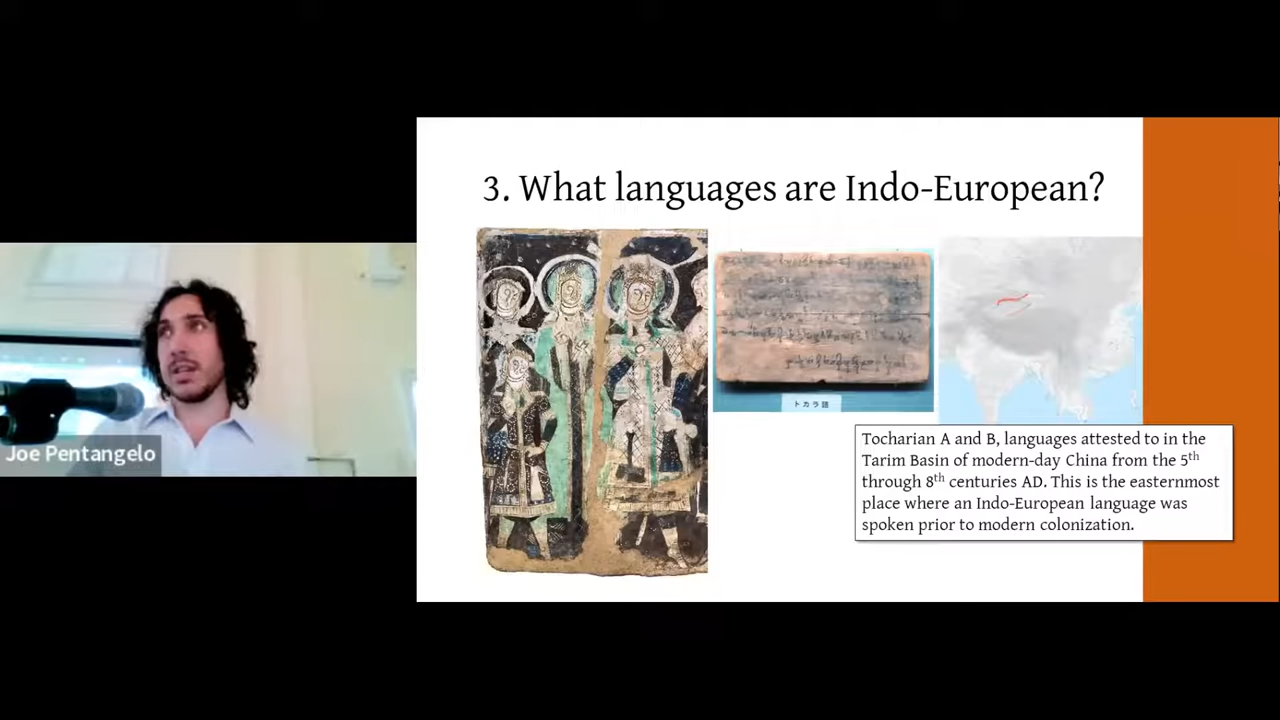 3. What languages are Indo-European?
トカラ語
Joe Pentangelo
Tocharian A and B, languages attested to in the
Tarim Basin of modern-day China from the 5th
through 8th centuries AD. This is the easternmost
place where an Indo-European language was
spoken prior to modern colonization.